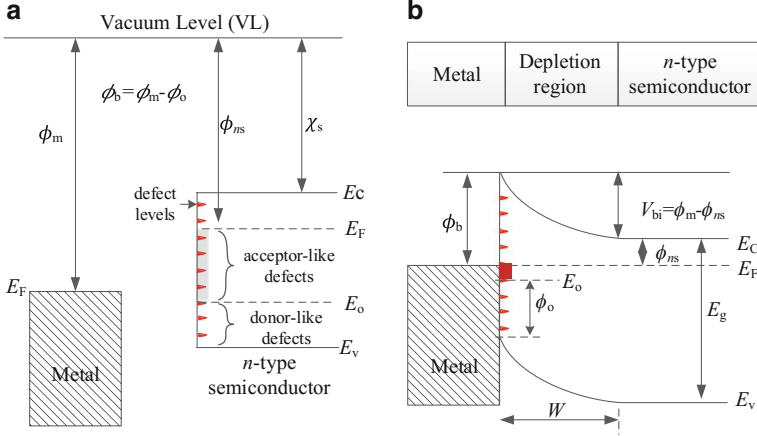 a
Vacuum Level (VL)
ϕb=ϕm-ϕo
ϕm
ϕns
χs
defect
levels
Ec
EF
acceptor-like
defects
EF
Eo
donor-like
defects
Ev
Metal
n-type
semiconductor
b
Metal
Depletion
region
n-type
semiconductor
ϕb
Vbi=ϕm-ϕns
EC
ϕns
EF
Eo
ϕo
Eg
Metal
W
Ev